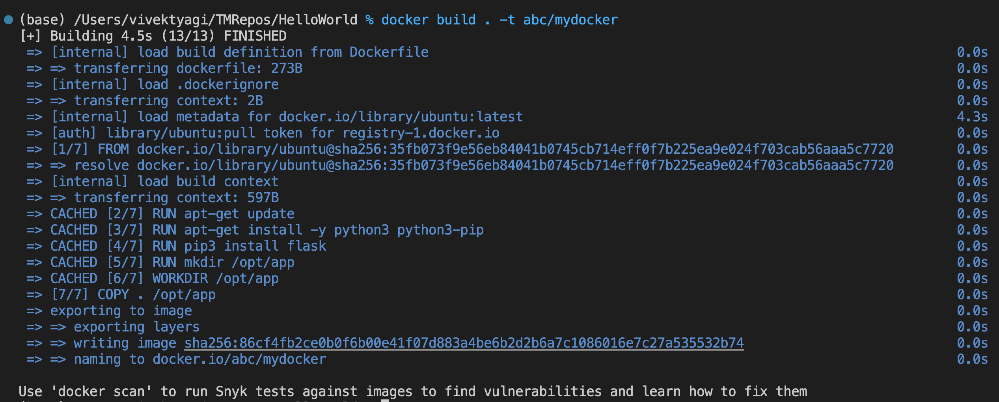 (base) /Users/vivektyagi/TMRepos/HelloWorld % docker build . -t abc/mydocker
[+] Building 4.5s (13/13) FINISHED
=> [internal] load build definition from Dockerfile 0.0s
=> => transferring dockerfile: 273B 0.0s
=> [internal] load .dockerignore 0.0s
=> => transferring context: 2B 0.0s
=> [internal] load metadata for docker.io/library/ubuntu:latest 4.3s
=> [auth] library/ubuntu:pull token for registry-1.docker.io 0.0s
=> [1/7] FROM docker.io/library/ubuntu@sha256:35fb073f9e56eb84041b0745cb714eff0f7b225ea9e024f703cab56aaa5c7720 0.0s
=> => resolve docker.io/library/ubuntu@sha256:35fb073f9e56eb84041b0745cb714eff0f7b225ea9e024f703cab56aaa5c7720 0.0s
=> [internal] load build context 0.0s
=> => transferring context: 597B 0.0s
=> CACHED [2/7] RUN apt-get update 0.0s
=> CACHED [3/7] RUN apt-get install -y python3 python3-pip 0.0s
=> CACHED [4/7] RUN pip3 install flask 0.0s
=> CACHED [5/7] RUN mkdir /opt/app 0.0s
=> CACHED [6/7] WORKDIR /opt/app 0.0s
=> [7/7] COPY . /opt/app 0.0s
=> exporting to image 0.0s
=> => exporting layers 0.0s
=> => writing image sha256:86cf4fb2ce0b0f6b00e41f07d883a4be6b2d2b6a7c1086016e7c27a535532b74 0.0s
=> => naming to docker.io/abc/mydocker 0.0s
Use 'docker scan' to run Snyk tests against images to find vulnerabilities and learn how to fix them